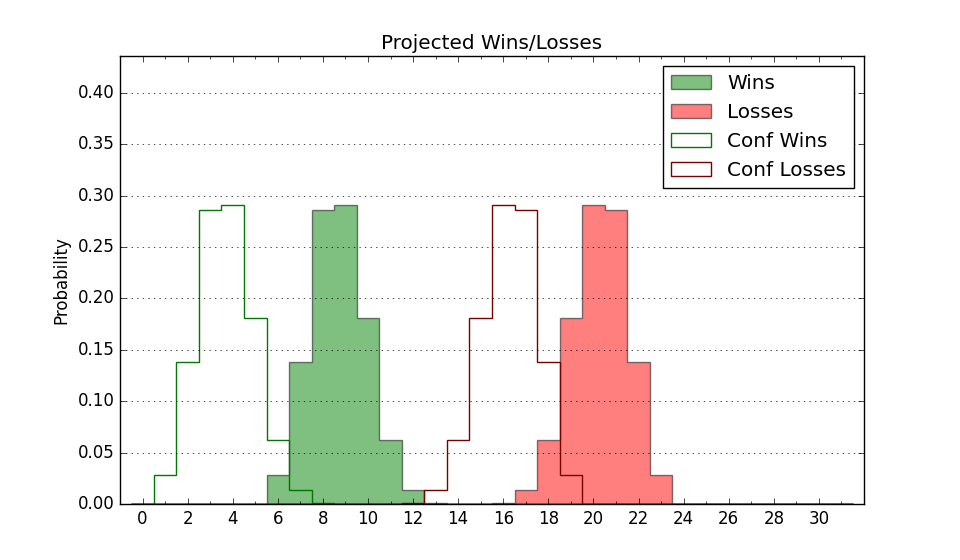 Projected Wins/Losses
Wins
Losses
Conf Wins
Conf Losses
Probability
0.40
0.35
0.30
0.25
0.20
0.15
0.10
0.05
0.00
0 2 4 6 8 10 12 14 16 18 20 22 24 26 28 30